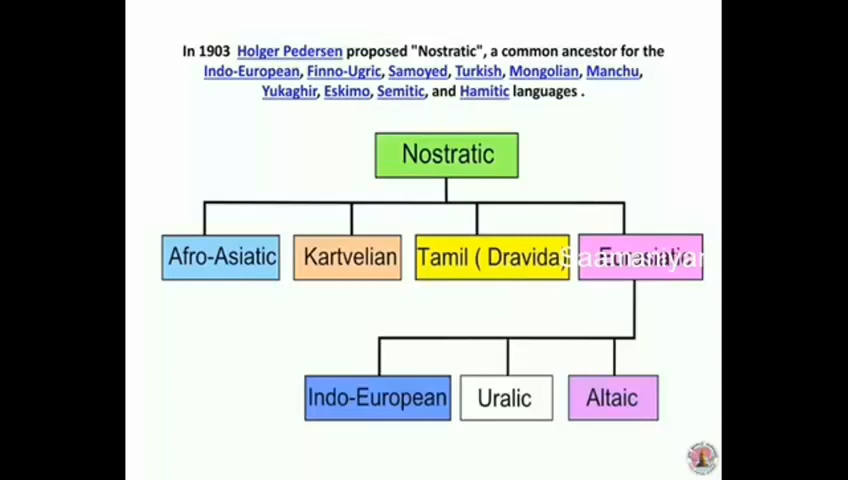 In 1903 Holger Pedersen proposed "Nostratic", a common ancestor for the
Indo-European, Finno-Ugric, Samoyed, Turkish, Mongolian, Manchu,
Yukaghir, Eskimo, Semitic, and Hamitic languages .
Nostratic
Afro-Asiatic
Kartvelian
Tamil ( Dravida)
Eurasiatic
Indo-European
Uralic
Altaic